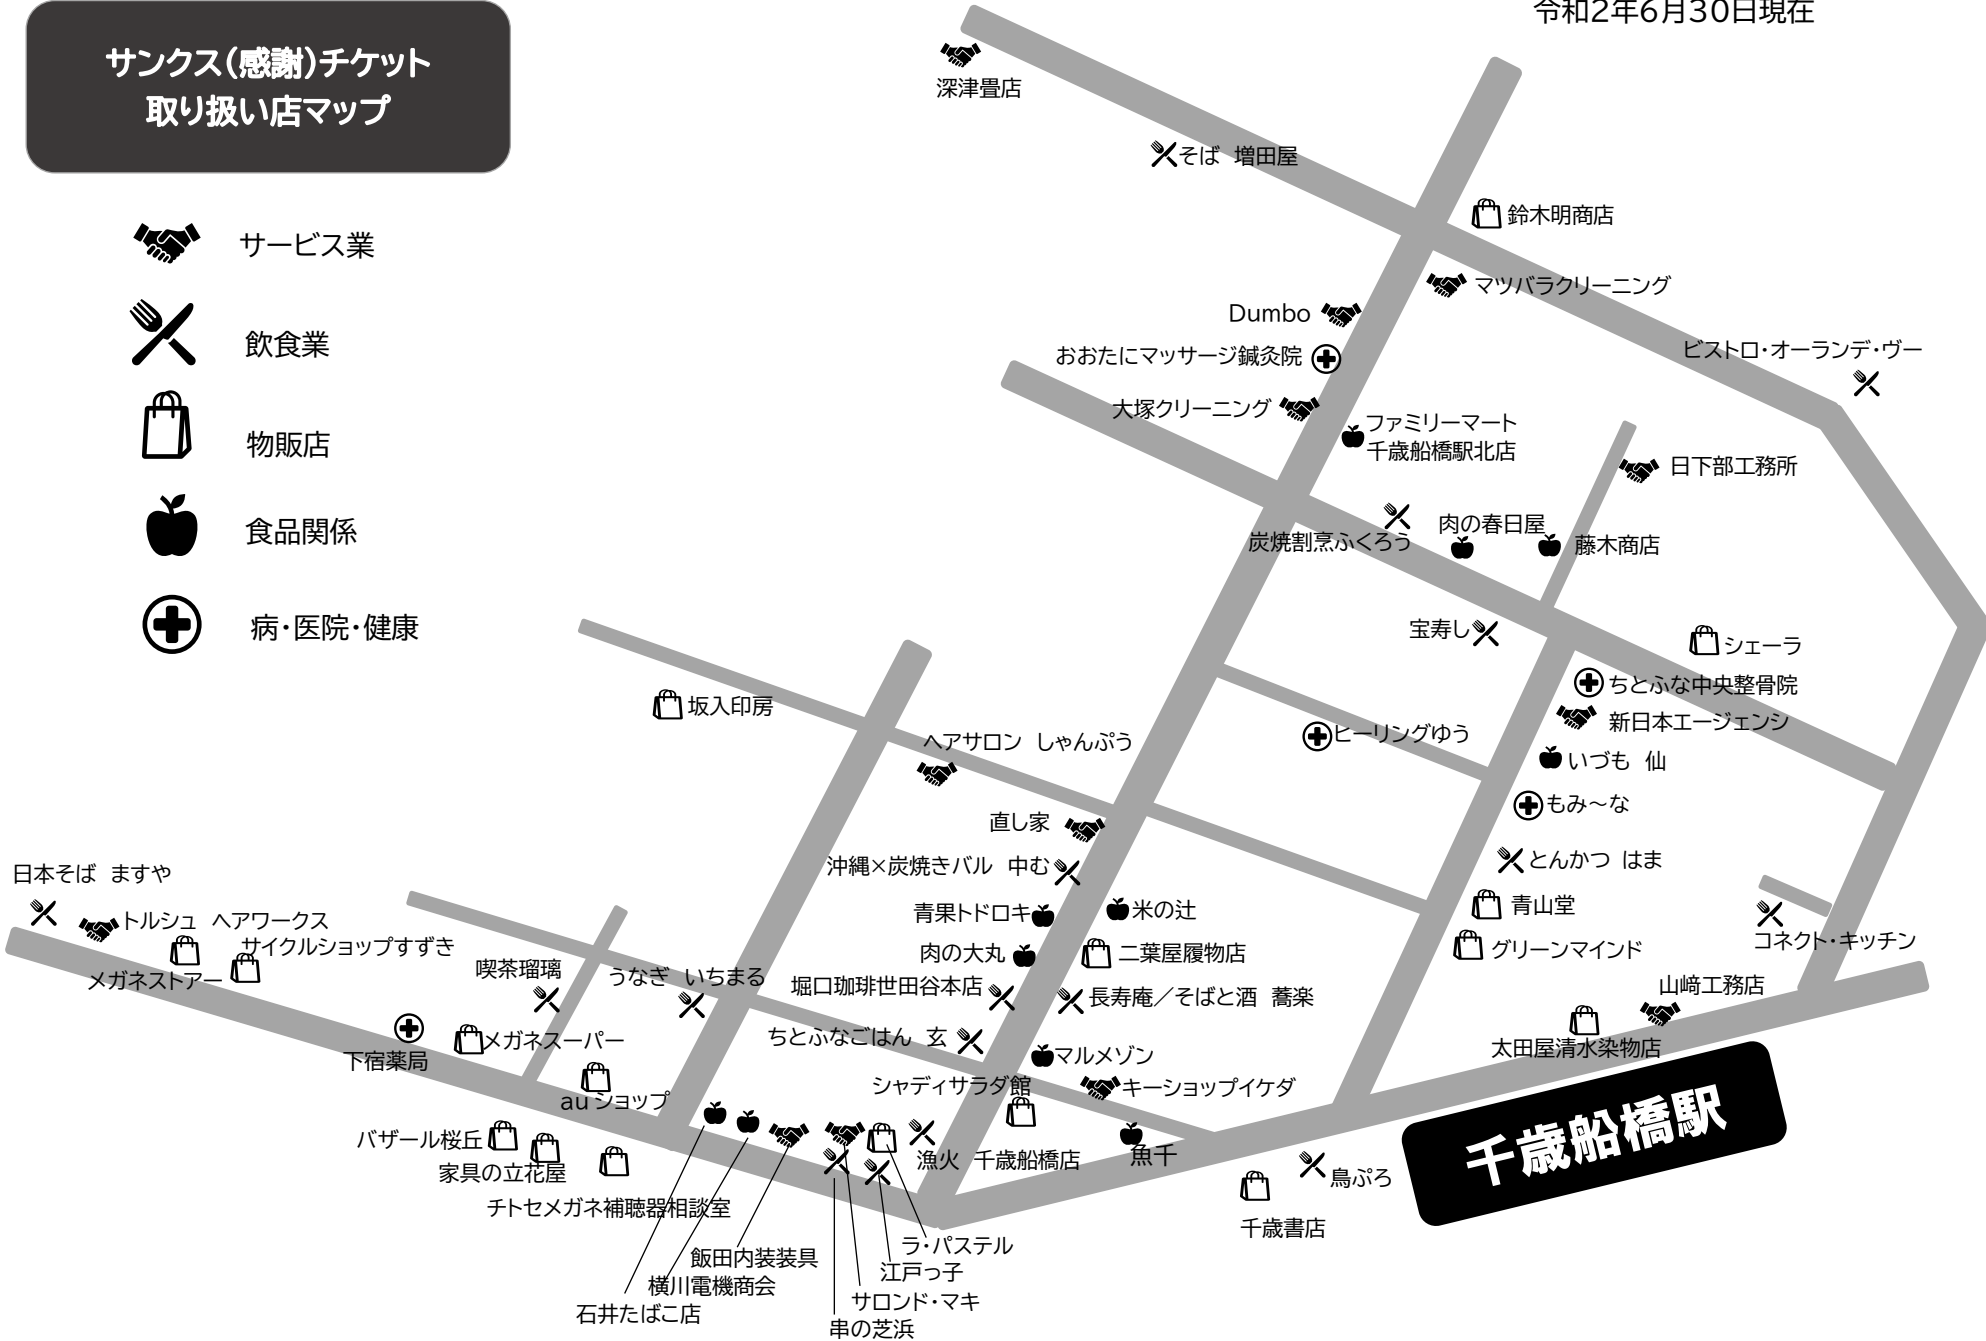 令和2年6月30日現在
サンクス(感謝)チケット
取り扱い店マップ
サービス業
飲食業
物販店
食品関係
病・医院・健康
深津畳店
そば 増田屋
鈴木明商店
マツバラクリーニング
Dumbo
おおたにマッサージ鍼灸院
ビストロ・オーランデ・ヴー
大塚クリーニング
ファミリーマート
千歳船橋駅北店
日下部工務所
炭焼割烹ふくろう
肉の春日屋
藤木商店
宝寿し
シェーラ
ちとふな中央整骨院
新日本エージェンシ
ヒーリングゆう
いづも 仙
もみ～な
とんかつ はま
青山堂
グリーンマインド
コネクト・キッチン
山﨑工務店
太田屋清水染物店
坂入印房
ヘアサロン しゃんぷう
直し家
沖縄×炭焼きバル 中む
青果トドロキ
米の辻
肉の大丸
二葉屋履物店
堀口珈琲世田谷本店
長寿庵／そばと酒 蕎楽
ちとふなごはん 玄
マルメゾン
シャディサラダ館
キーショップイケダ
日本そば ますや
トルシュ ヘアワークス
サイクルショップすずき
メガネストアー
喫茶瑠璃
うなぎ いちまる
下宿薬局
メガネスーパー
auショップ
バザール桜丘
家具の立花屋
チトセメガネ補聴器相談室
漁火 千歳船橋店
魚千
鳥ぷろ
千歳書店
千歳船橋駅
ラ・パステル
飯田内装装具
江戸っ子
横川電機商会
サロンド・マキ
石井たばこ店
串の芝浜